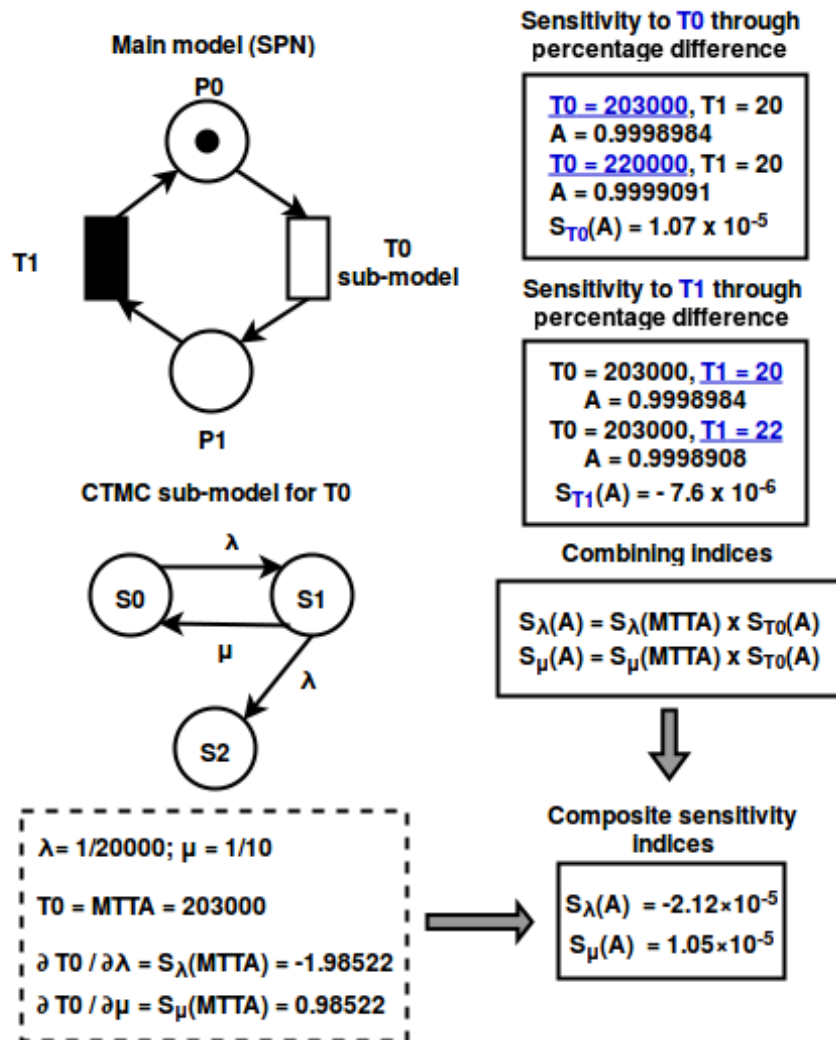 Main model (SPN)
P0
T1
T0
sub-model
P1
CTMC sub-model for T0
λ
S0
S1
μ
λ
S2
λ= 1/20000; μ = 1/10
T0 = MTTA = 203000
∂ T0 / ∂λ = Sλ(MTTA) = -1.98522
∂ T0 / ∂μ = Sμ(MTTA) = 0.98522
Sensitivity to T0 through
percentage difference
T0 = 203000, T1 = 20
A = 0.9998984
T0 = 220000, T1 = 20
A = 0.9999091
ST0(A) = 1.07 x 10-5
Sensitivity to T1 through
percentage difference
T0 = 203000, T1 = 20
A = 0.9998984
T0 = 203000, T1 = 22
A = 0.9998908
ST1(A) = - 7.6 x 10-6
Combining indices
Sλ(A) = Sλ(MTTA) x ST0(A)
Sμ(A) = Sμ(MTTA) x ST0(A)
Composite sensitivity
indices
Sλ(A) = -2.12×10-5
Sμ(A) = 1.05×10-5